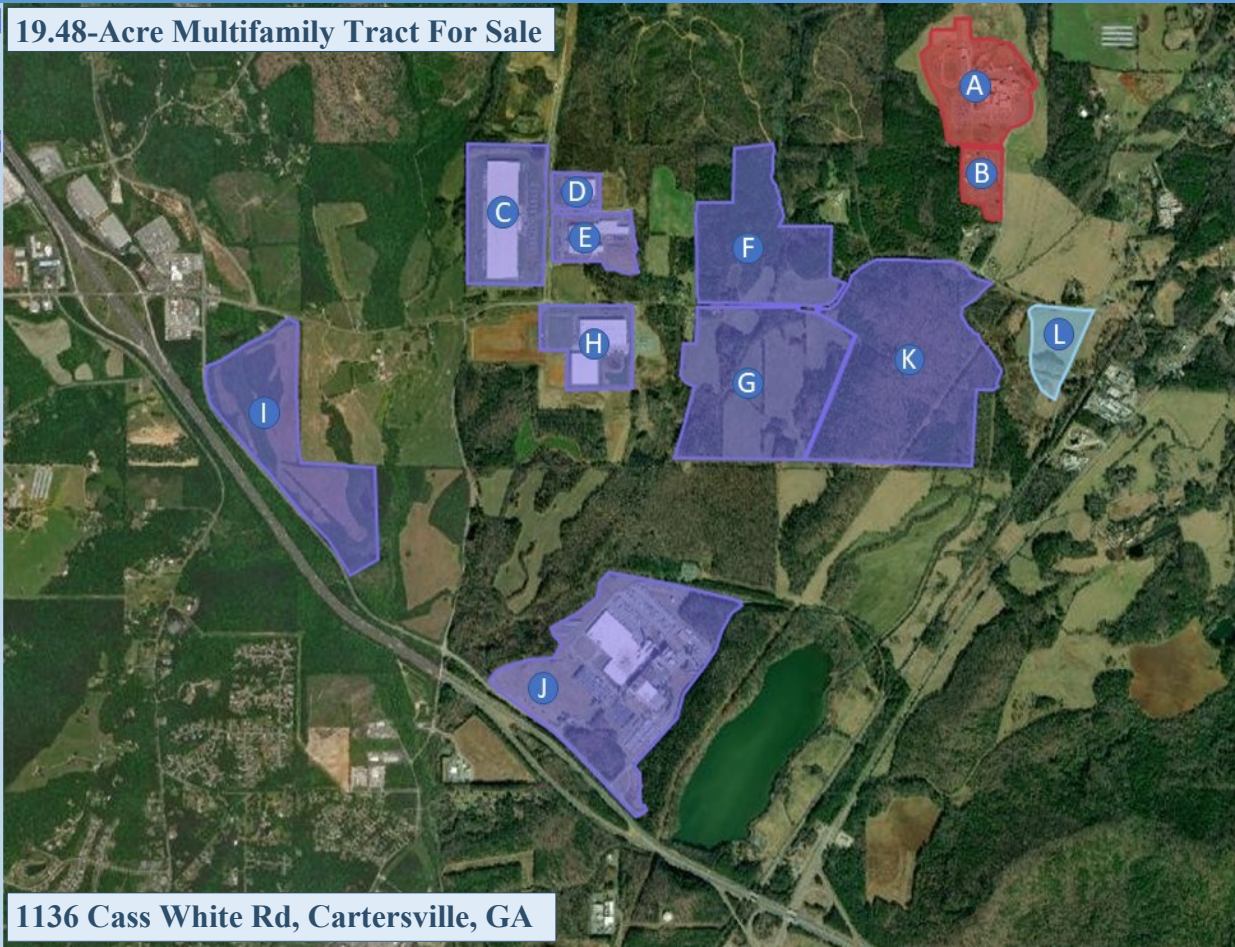 19.48-Acre Multifamily Tract For Sale
A
B
C
D
E
F
H
G
K
L
I
J
1136 Cass White Rd, Cartersville, GA